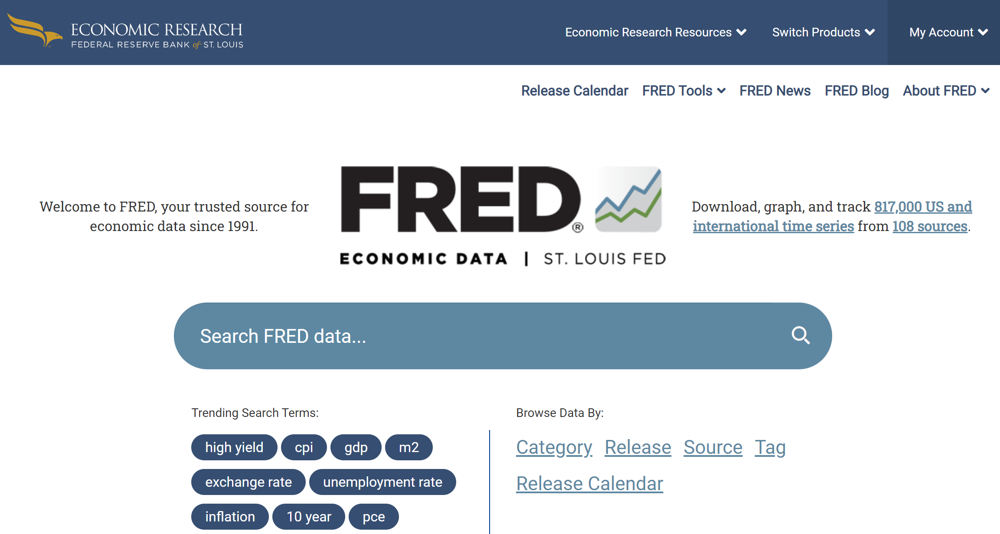 ECONOMIC RESEARCH
FEDERAL RESERVE BANK of ST. LOUIS
Economic Research Resources
Switch Products
My Account
Release Calendar
FRED Tools
FRED News
FRED Blog
About FRED
Welcome to FRED, your trusted source for
economic data since 1991.
FRED®
ECONOMIC DATA | ST. LOUIS FED
Download, graph, and track 817,000 US and
international time series from 108 sources.
Search FRED data...
Trending Search Terms:
high yield
cpi
gdp
m2
exchange rate
unemployment rate
inflation
10 year
pce
Browse Data By:
Category
Release
Source
Tag
Release Calendar